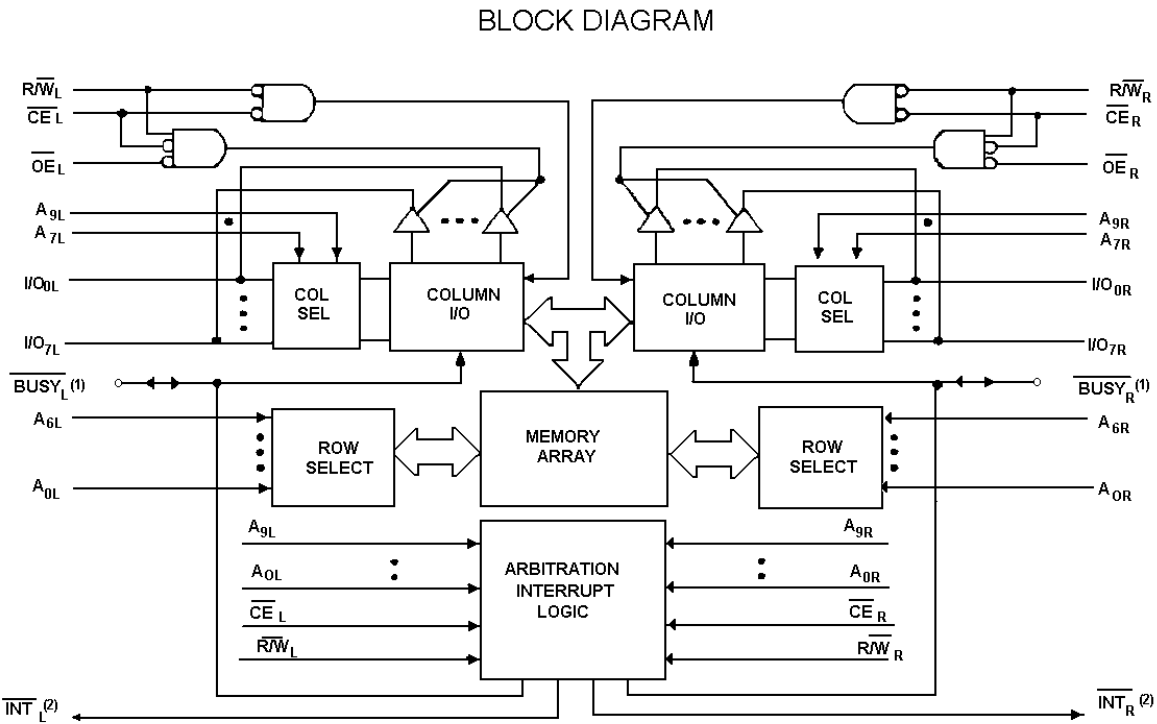 BLOCK DIAGRAM
R/W̅L
C̅E̅L
O̅E̅L
A9L
A7L
I/O0L
I/O7L
B̅U̅S̅Y̅L(1)
A6L
A0L
R/W̅R
C̅E̅R
O̅E̅R
A9R
A7R
I/O0R
I/O7R
B̅U̅S̅Y̅R(1)
A6R
A0R
COL
SEL
COLUMN
I/O
COLUMN
I/O
COL
SEL
ROW
SELECT
MEMORY
ARRAY
ROW
SELECT
A9L
A0L
C̅E̅L
R̅/̅W̅L
ARBITRATION
INTERRUPT
LOGIC
A9R
A0R
C̅E̅R
R/W̅R
I̅N̅T̅L(2)
I̅N̅T̅R(2)